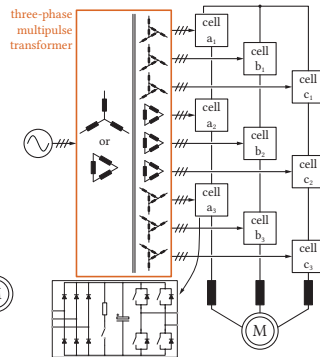 three-phase
multipulse
transformer
or
cell
a₁
cell
b₁
cell
c₁
cell
a₂
cell
b₂
cell
c₂
cell
a₃
cell
b₃
cell
c₃
M